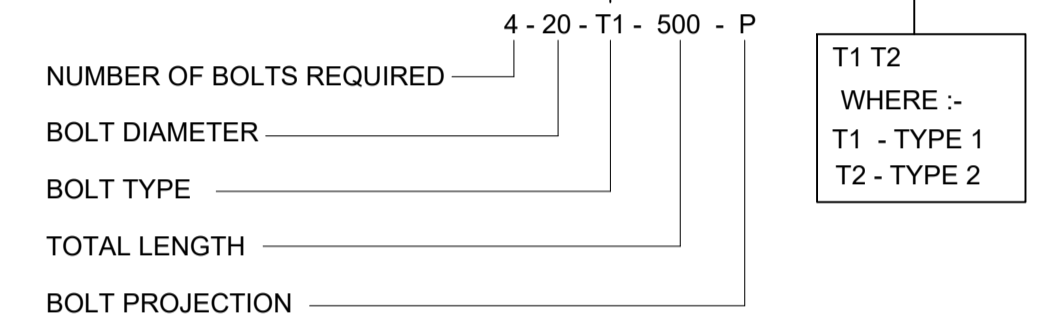 4 - 20 - T1 - 500 - P
NUMBER OF BOLTS REQUIRED
BOLT DIAMETER
BOLT TYPE
TOTAL LENGTH
BOLT PROJECTION
T1 T2
WHERE :-
T1 - TYPE 1
T2 - TYPE 2